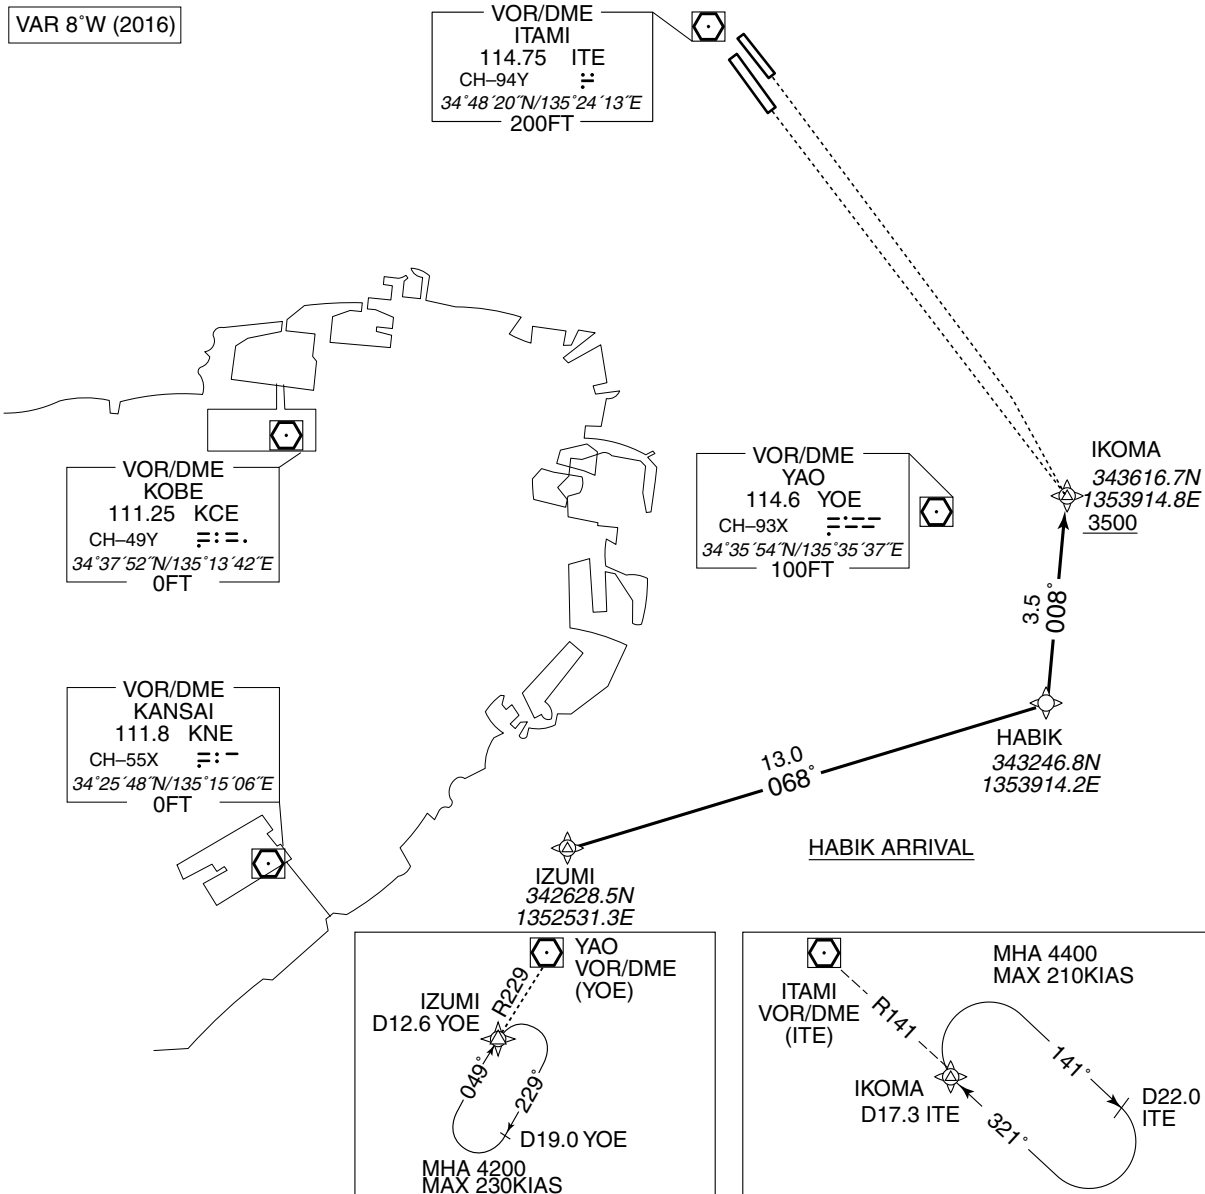 VAR 8°W (2016)
VOR/DME
ITAMI
114.75 ITE
CH–94Y
34°48´20˝N/135°24´13˝E
200FT
VOR/DME
KOBE
111.25 KCE
CH–49Y
34°37´52˝N/135°13´42˝E
0FT
VOR/DME
YAO
114.6 YOE
CH–93X
34°35´54˝N/135°35´37˝E
100FT
IKOMA
343616.7N
1353914.8E
3500
3.5
008°
VOR/DME
KANSAI
111.8 KNE
CH–55X
34°25´48˝N/135°15´06˝E
0FT
HABIK
343246.8N
1353914.2E
13.0
068°
HABIK ARRIVAL
IZUMI
342628.5N
1352531.3E
YAO
VOR/DME
(YOE)
R229
IZUMI
D12.6 YOE
049°
229°
D19.0 YOE
MHA 4200
MAX 230KIAS
MHA 4400
MAX 210KIAS
ITAMI
VOR/DME
(ITE)
R141
141°
IKOMA
D17.3 ITE
321°
D22.0
ITE